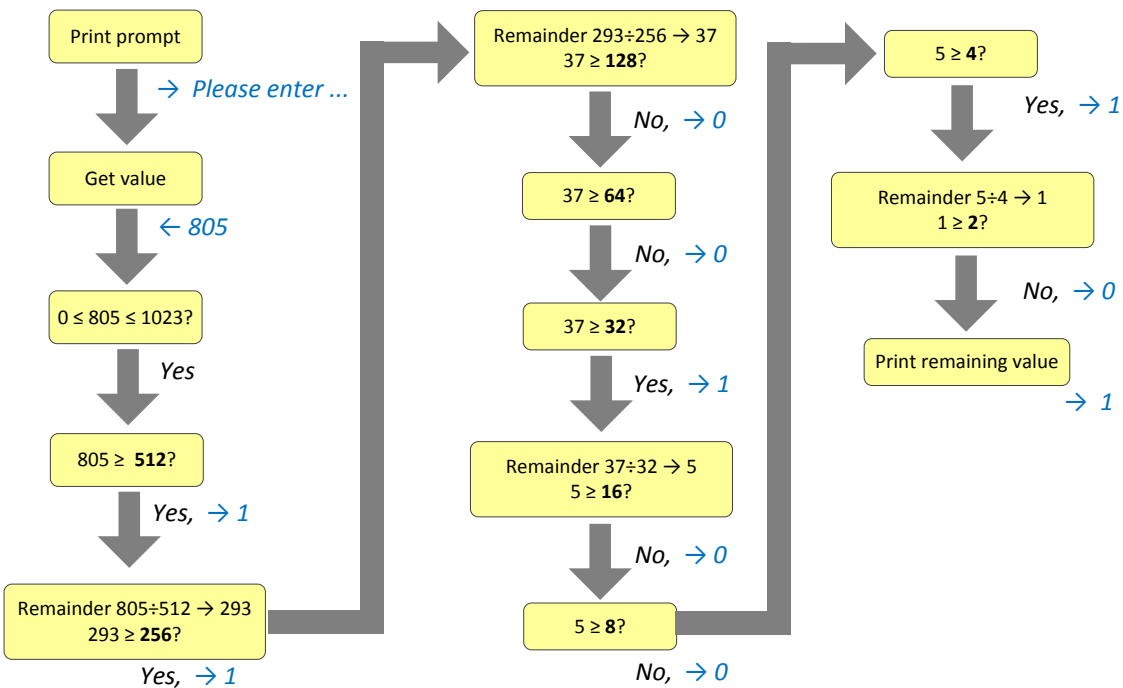 Print prompt
→ Please enter ...
Get value
← 805
0 ≤ 805 ≤ 1023?
Yes
805 ≥ 512?
Yes, → 1
Remainder 805÷512 → 293
293 ≥ 256?
Yes, → 1
Remainder 293÷256 → 37
37 ≥ 128?
No, → 0
37 ≥ 64?
No, → 0
37 ≥ 32?
Yes, → 1
Remainder 37÷32 → 5
5 ≥ 16?
No, → 0
5 ≥ 8?
No, → 0
5 ≥ 4?
Yes, → 1
Remainder 5÷4 → 1
1 ≥ 2?
No, → 0
Print remaining value
→ 1